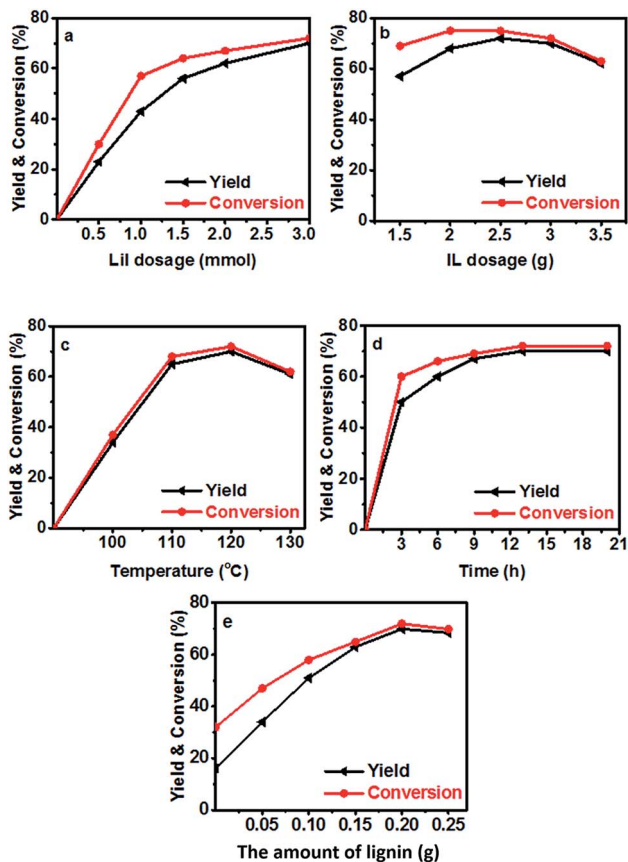 a
Yield & Conversion (%)
80
60
40
20
0
Yield
Conversion
0.5 1.0 1.5 2.0 2.5 3.0
LiI dosage (mmol)
b
Yield & Conversion (%)
80
60
40
20
0
Yield
Conversion
1.5 2 2.5 3 3.5
IL dosage (g)
c
Yield & Conversion (%)
80
60
40
20
0
Yield
Conversion
100 110 120 130
Temperature (°C)
d
Yield & Conversion (%)
80
60
40
20
0
Yield
Conversion
3 6 9 12 15 18 21
Time (h)
e
Yield & Conversion (%)
80
60
40
20
0
Yield
Conversion
0.05 0.10 0.15 0.20 0.25
The amount of lignin (g)